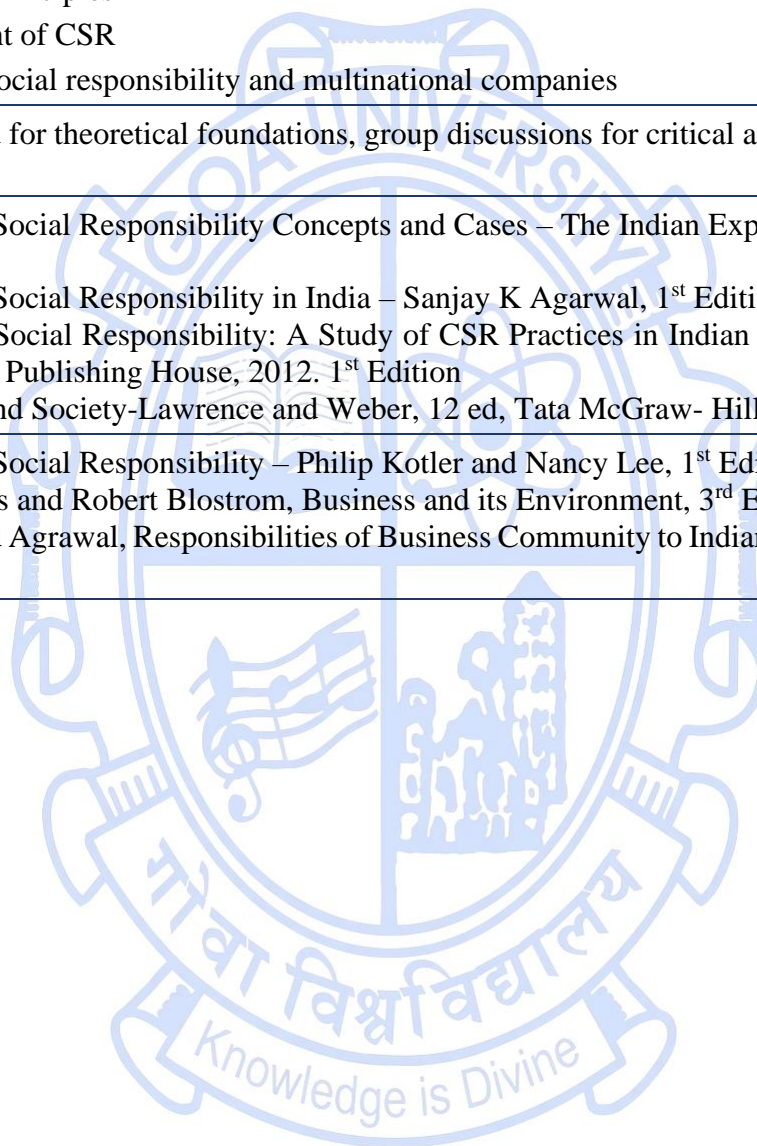 nt of CSR
ocial responsibility and multinational companies
for theoretical foundations, group discussions for critical a
Social Responsibility Concepts and Cases – The Indian Exp
Social Responsibility in India – Sanjay K Agarwal, 1st Editi
Social Responsibility: A Study of CSR Practices in Indian
Publishing House, 2012. 1st Edition
nd Society-Lawrence and Weber, 12 ed, Tata McGraw- Hill
Social Responsibility – Philip Kotler and Nancy Lee, 1st Edi
s and Robert Blostrom, Business and its Environment, 3rd E
Agrawal, Responsibilities of Business Community to Indian
GOA UNIVERSITY
गोंवा विश्वविद्यालय
Knowledge is Divine